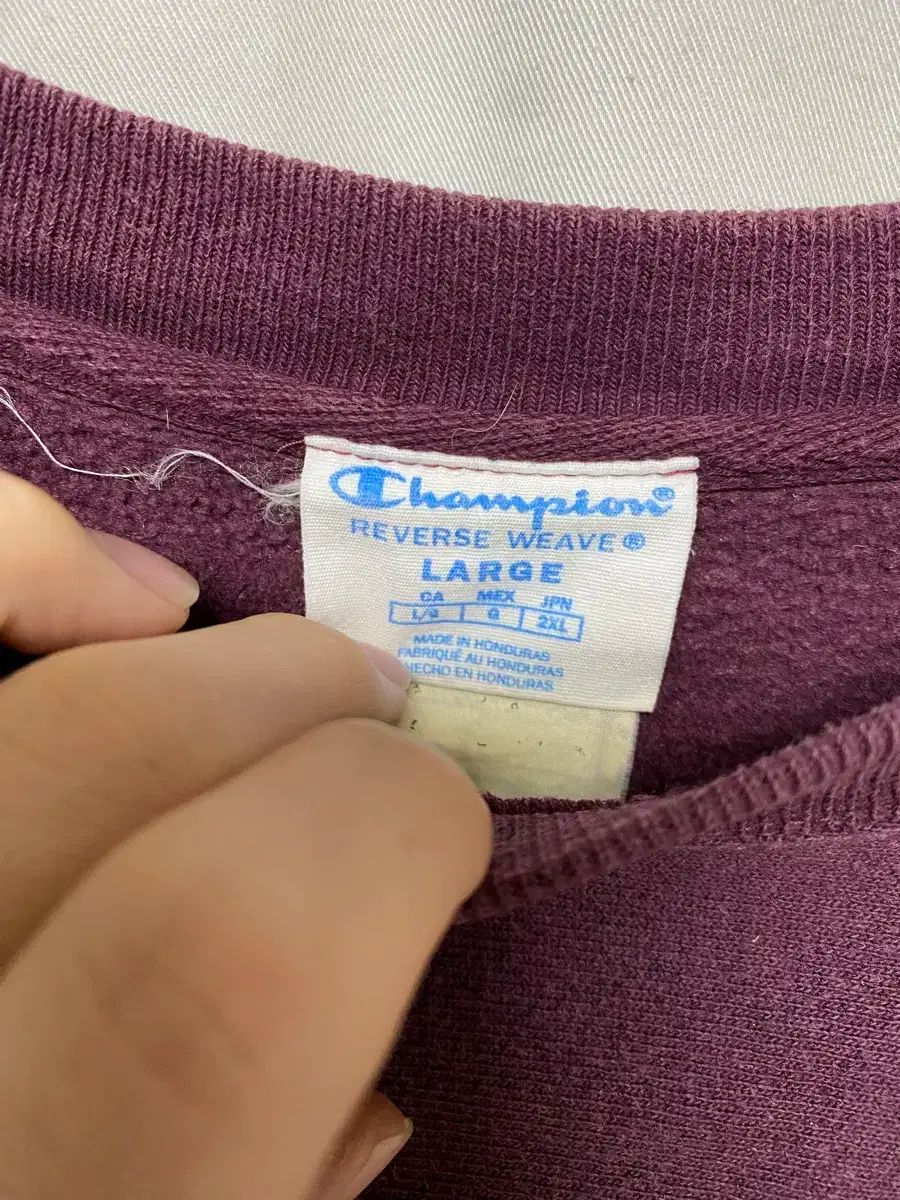 Champion®
REVERSE WEAVE®
LARGE
CA MEX JPN
L/G G 2XL
MADE IN HONDURAS
FABRIQUÉ AU HONDURAS
HECHO EN HONDURAS